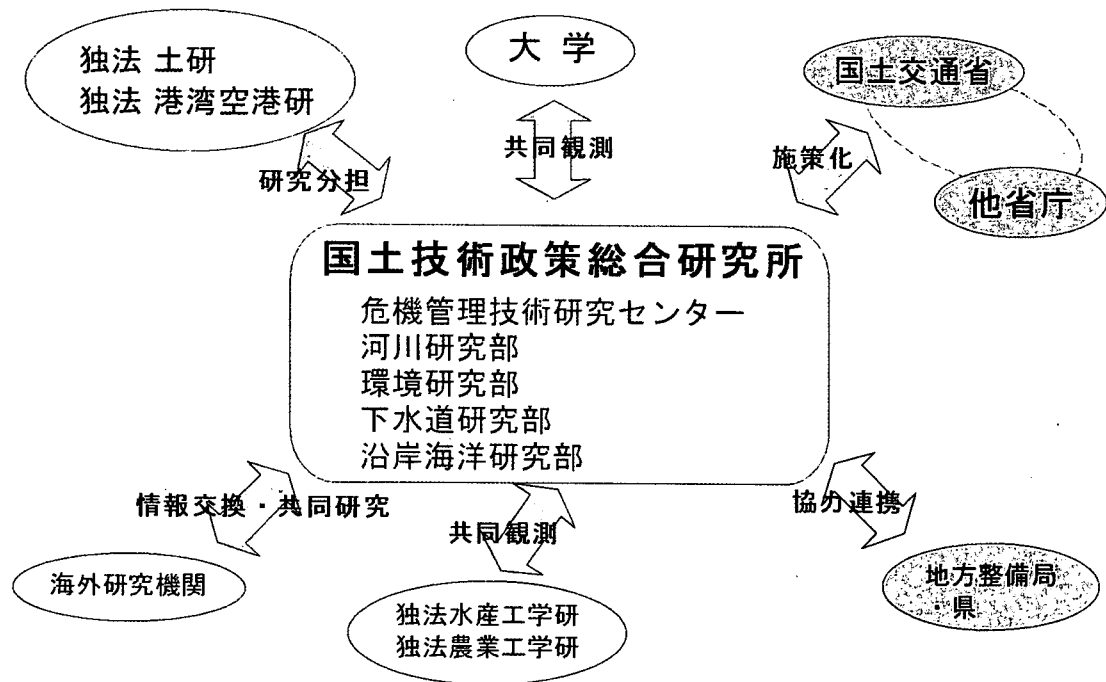 独法 土研
独法 港湾空港研
大学
国土交通省
他省庁
研究分担
共同観測
施策化
国土技術政策総合研究所
危機管理技術研究センター
河川研究部
環境研究部
下水道研究部
沿岸海洋研究部
情報交換・共同研究
共同観測
協力連携
海外研究機関
独法水産工学研
独法農業工学研
地方整備局
・県